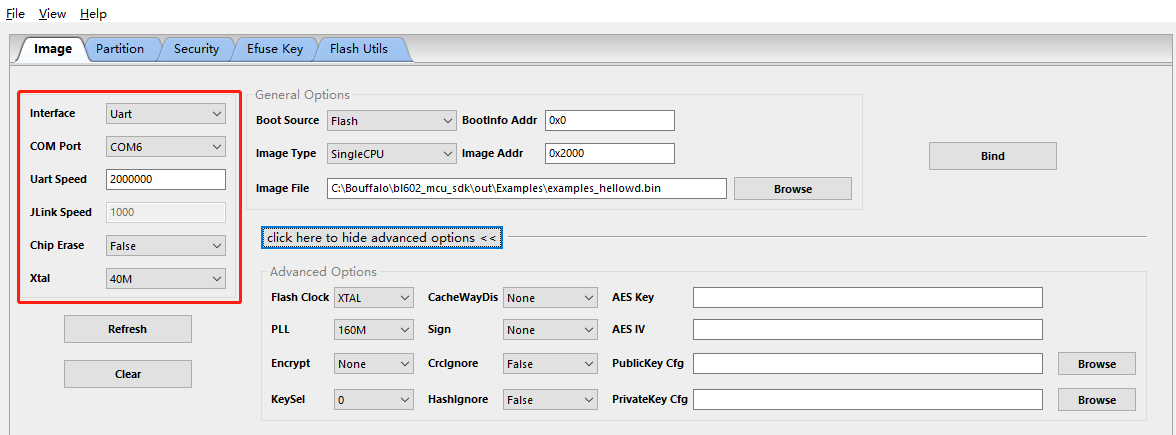 File View Help
Image Partition Security Efuse Key Flash Utils
Interface Uart
COM Port COM6
Uart Speed 2000000
JLink Speed 1000
Chip Erase False
Xtal 40M
Refresh
Clear
General Options
Boot Source Flash BootInfo Addr 0x0
Image Type SingleCPU Image Addr 0x2000
Image File C:\Bouffalo\bl602_mcu_sdk\out\Examples\examples_hellowd.bin Browse
Bind
click here to hide advanced options <<
Advanced Options
Flash Clock XTAL CacheWayDis None AES Key
PLL 160M Sign None AES IV
Encrypt None CrcIgnore False PublicKey Cfg Browse
KeySel 0 HashIgnore False PrivateKey Cfg Browse